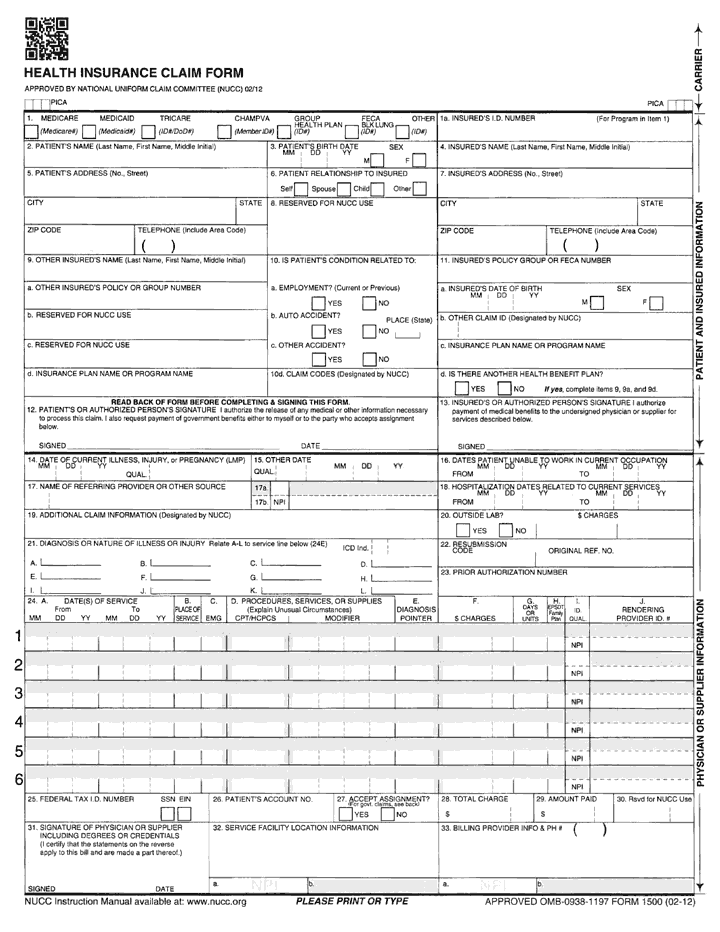 HEALTH INSURANCE CLAIM FORM
APPROVED BY NATIONAL UNIFORM CLAIM COMMITTEE (NUCC) 02/12
PICA
PICA
CARRIER
1. MEDICARE MEDICAID TRICARE CHAMPVA GROUP HEALTH PLAN FECA BLK LUNG OTHER
(Medicare#) (Medicaid#) (ID#/DoD#) (Member ID#) (ID#) (ID#) (ID#)
1a. INSURED'S I.D. NUMBER (For Program in Item 1)
2. PATIENT'S NAME (Last Name, First Name, Middle Initial)
3. PATIENT'S BIRTH DATE SEX
MM DD YY M F
4. INSURED'S NAME (Last Name, First Name, Middle Initial)
5. PATIENT'S ADDRESS (No., Street)
6. PATIENT RELATIONSHIP TO INSURED
Self Spouse Child Other
7. INSURED'S ADDRESS (No., Street)
CITY STATE
8. RESERVED FOR NUCC USE
CITY STATE
ZIP CODE TELEPHONE (Include Area Code)
( )
ZIP CODE TELEPHONE (Include Area Code)
( )
9. OTHER INSURED'S NAME (Last Name, First Name, Middle Initial)
10. IS PATIENT'S CONDITION RELATED TO:
11. INSURED'S POLICY GROUP OR FECA NUMBER
a. OTHER INSURED'S POLICY OR GROUP NUMBER
a. EMPLOYMENT? (Current or Previous)
YES NO
a. INSURED'S DATE OF BIRTH SEX
MM DD YY M F
b. RESERVED FOR NUCC USE
b. AUTO ACCIDENT? PLACE (State)
YES NO
b. OTHER CLAIM ID (Designated by NUCC)
c. RESERVED FOR NUCC USE
c. OTHER ACCIDENT?
YES NO
c. INSURANCE PLAN NAME OR PROGRAM NAME
d. INSURANCE PLAN NAME OR PROGRAM NAME
10d. CLAIM CODES (Designated by NUCC)
d. IS THERE ANOTHER HEALTH BENEFIT PLAN?
YES NO If yes, complete items 9, 9a, and 9d.
READ BACK OF FORM BEFORE COMPLETING & SIGNING THIS FORM.
12. PATIENT'S OR AUTHORIZED PERSON'S SIGNATURE I authorize the release of any medical or other information necessary
to process this claim. I also request payment of government benefits either to myself or to the party who accepts assignment
below.
SIGNED DATE
13. INSURED'S OR AUTHORIZED PERSON'S SIGNATURE I authorize
payment of medical benefits to the undersigned physician or supplier for
services described below.
SIGNED
PATIENT AND INSURED INFORMATION
14. DATE OF CURRENT ILLNESS, INJURY, or PREGNANCY (LMP)
MM DD YY
QUAL.
15. OTHER DATE
QUAL. MM DD YY
16. DATES PATIENT UNABLE TO WORK IN CURRENT OCCUPATION
MM DD YY MM DD YY
FROM TO
17. NAME OF REFERRING PROVIDER OR OTHER SOURCE
17a.
17b. NPI
18. HOSPITALIZATION DATES RELATED TO CURRENT SERVICES
MM DD YY MM DD YY
FROM TO
19. ADDITIONAL CLAIM INFORMATION (Designated by NUCC)
20. OUTSIDE LAB? $ CHARGES
YES NO
21. DIAGNOSIS OR NATURE OF ILLNESS OR INJURY Relate A-L to service line below (24E) ICD Ind.
A. B. C. D.
E. F. G. H.
I. J. K. L.
22. RESUBMISSION
CODE ORIGINAL REF. NO.
23. PRIOR AUTHORIZATION NUMBER
24. A. DATE(S) OF SERVICE
From To
MM DD YY MM DD YY
B.
PLACE OF
SERVICE
C.
EMG
D. PROCEDURES, SERVICES, OR SUPPLIES
(Explain Unusual Circumstances)
CPT/HCPCS MODIFIER
E.
DIAGNOSIS
POINTER
F.
$ CHARGES
G.
DAYS
OR
UNITS
H.
EPSDT
Family
Plan
I.
ID.
QUAL.
J.
RENDERING
PROVIDER ID. #
1 NPI
2 NPI
3 NPI
4 NPI
5 NPI
6 NPI
25. FEDERAL TAX I.D. NUMBER SSN EIN
26. PATIENT'S ACCOUNT NO.
27. ACCEPT ASSIGNMENT?
(For govt. claims, see back)
YES NO
28. TOTAL CHARGE
$
29. AMOUNT PAID
$
30. Rsvd for NUCC Use
31. SIGNATURE OF PHYSICIAN OR SUPPLIER
INCLUDING DEGREES OR CREDENTIALS
(I certify that the statements on the reverse
apply to this bill and are made a part thereof.)
SIGNED DATE
32. SERVICE FACILITY LOCATION INFORMATION
a. NPI b.
33. BILLING PROVIDER INFO & PH # ( )
a. NPI b.
PHYSICIAN OR SUPPLIER INFORMATION
NUCC Instruction Manual available at: www.nucc.org PLEASE PRINT OR TYPE APPROVED OMB-0938-1197 FORM 1500 (02-12)